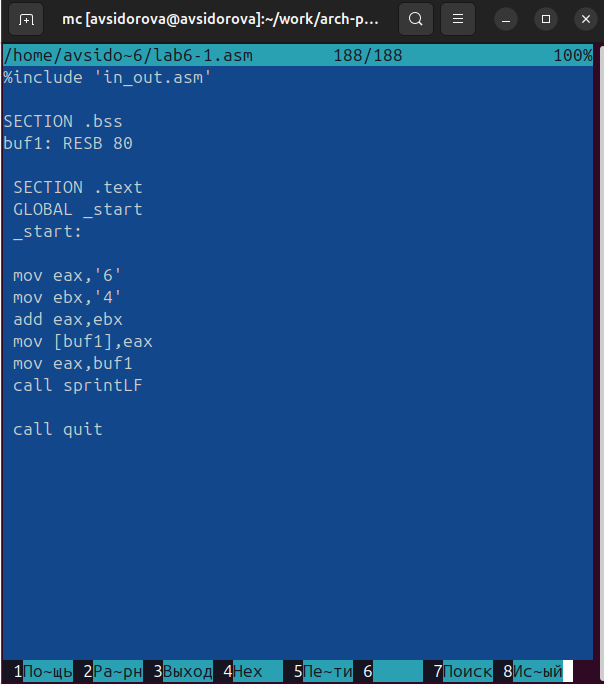 mc [avsidorova@avsidorova]:~/work/arch-p...
/home/avsido~6/lab6-1.asm 188/188 100%
%include 'in_out.asm'
SECTION .bss
buf1: RESB 80
SECTION .text
GLOBAL _start
_start:
mov eax,'6'
mov ebx,'4'
add eax,ebx
mov [buf1],eax
mov eax,buf1
call sprintLF
call quit
1По~щь 2Ра~рн 3Выход 4Hex 5Пе~ти 6 7Поиск 8Ис~ый